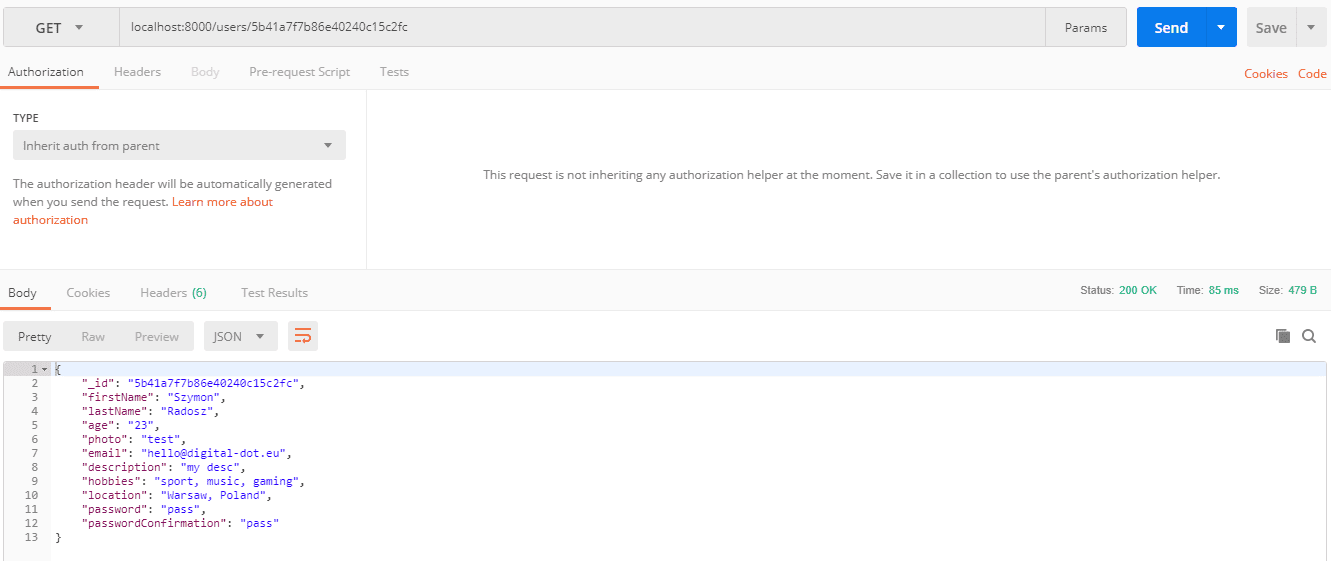 GET localhost:8000/users/5b41a7f7b86e40240c15c2fc Params Send Save
Authorization Headers Body Pre-request Script Tests Cookies Code
TYPE
Inherit auth from parent
The authorization header will be automatically generated
when you send the request. Learn more about
authorization
This request is not inheriting any authorization helper at the moment. Save it in a collection to use the parent's authorization helper.
Body Cookies Headers (6) Test Results Status: 200 OK Time: 85 ms Size: 479 B
Pretty Raw Preview JSON
1 {
2 "_id": "5b41a7f7b86e40240c15c2fc",
3 "firstName": "Szymon",
4 "lastName": "Radosz",
5 "age": "23",
6 "photo": "test",
7 "email": "hello@digital-dot.eu",
8 "description": "my desc",
9 "hobbies": "sport, music, gaming",
10 "location": "Warsaw, Poland",
11 "password": "pass",
12 "passwordConfirmation": "pass"
13 }